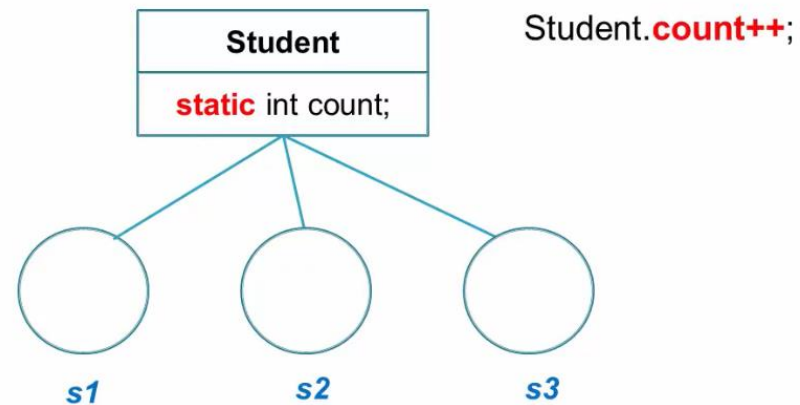 Student
Student.count++;
static int count;
s1
s2
s3